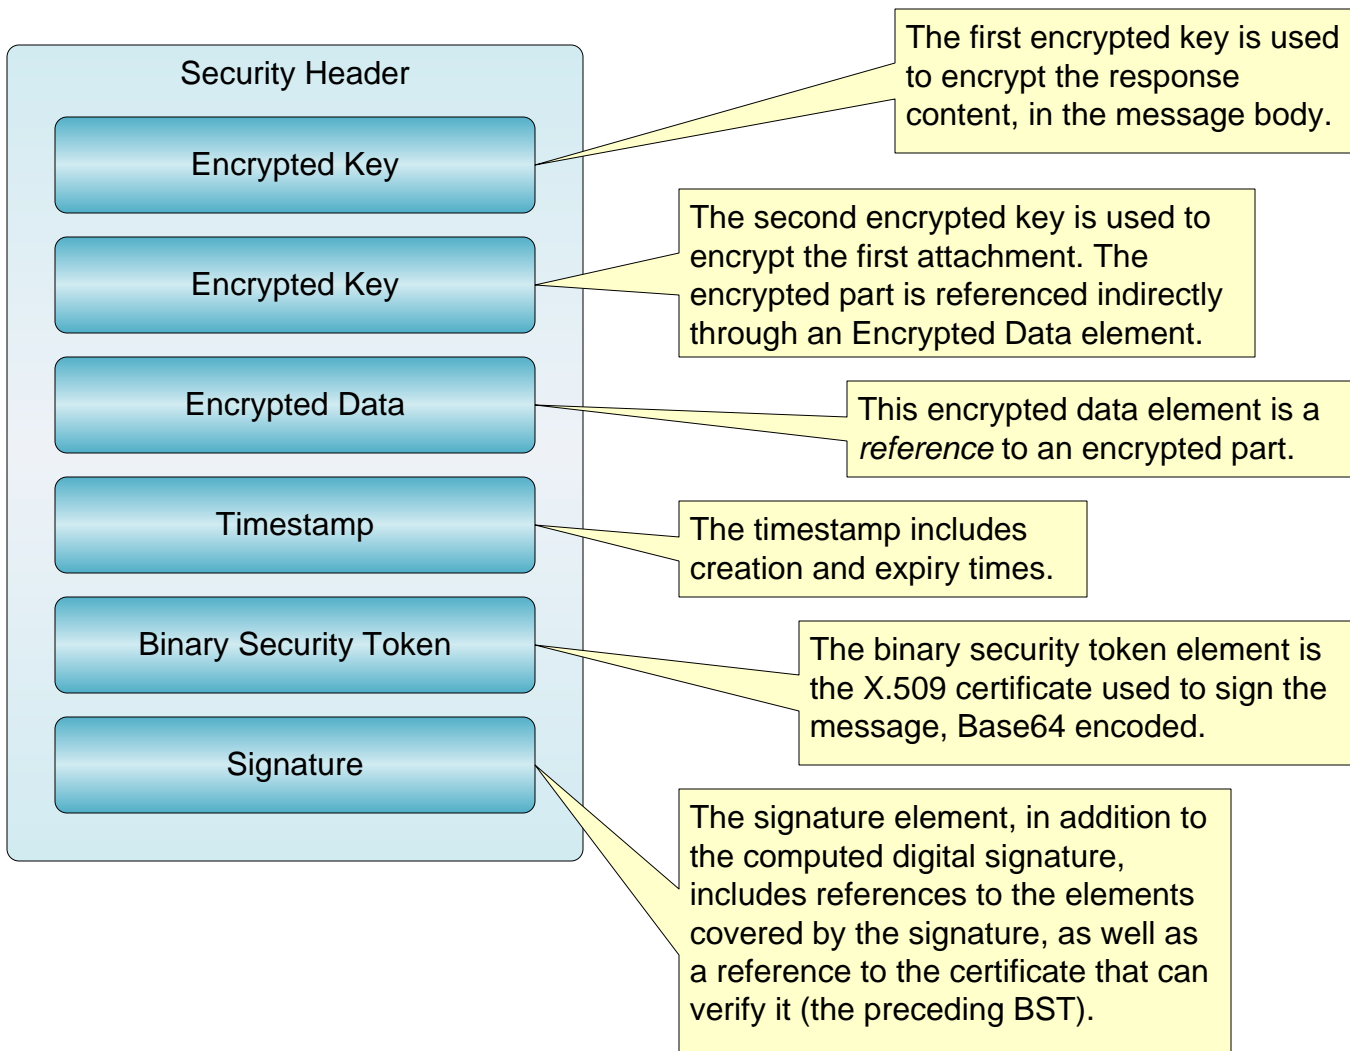 Security Header
Encrypted Key
The first encrypted key is used
to encrypt the response
content, in the message body.
Encrypted Key
The second encrypted key is used to
encrypt the first attachment. The
encrypted part is referenced indirectly
through an Encrypted Data element.
Encrypted Data
This encrypted data element is a
reference to an encrypted part.
Timestamp
The timestamp includes
creation and expiry times.
Binary Security Token
The binary security token element is
the X.509 certificate used to sign the
message, Base64 encoded.
Signature
The signature element, in addition to
the computed digital signature,
includes references to the elements
covered by the signature, as well as
a reference to the certificate that can
verify it (the preceding BST).